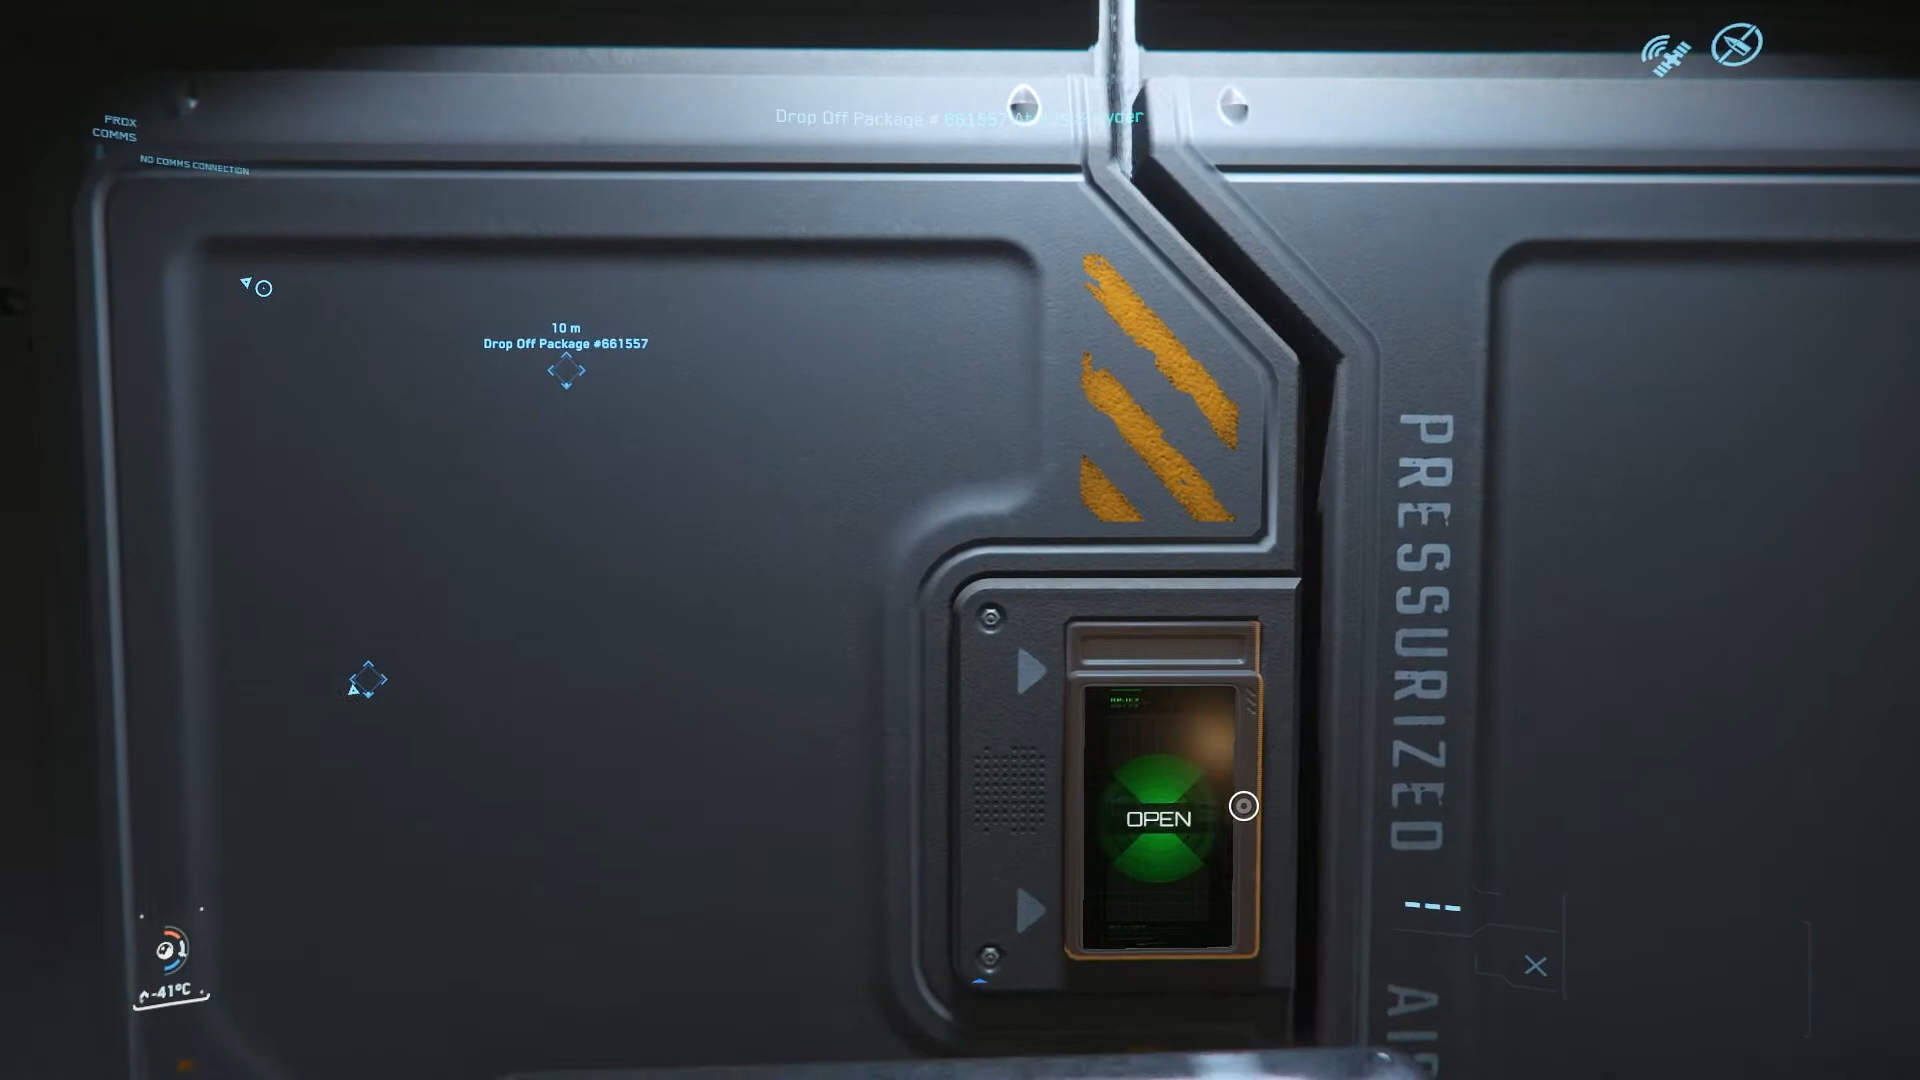 PROX
COMMS
NO COMMS CONNECTION
Drop Off Package # 661557
10 m
Drop Off Package #661557
PRESSURIZED
OPEN
-41°C